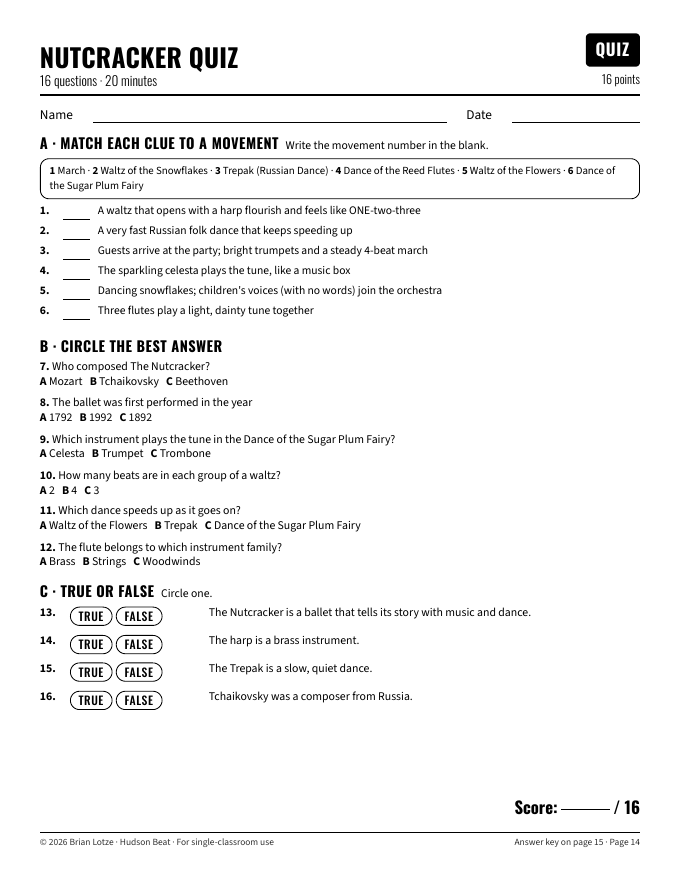 NUTCRACKER QUIZ
QUIZ
16 questions · 20 minutes
16 points
Name
Date
A · MATCH EACH CLUE TO A MOVEMENT Write the movement number in the blank.
1 March · 2 Waltz of the Snowflakes · 3 Trepak (Russian Dance) · 4 Dance of the Reed Flutes · 5 Waltz of the Flowers · 6 Dance of
the Sugar Plum Fairy
1. A waltz that opens with a harp flourish and feels like ONE-two-three
2. A very fast Russian folk dance that keeps speeding up
3. Guests arrive at the party; bright trumpets and a steady 4-beat march
4. The sparkling celesta plays the tune, like a music box
5. Dancing snowflakes; children's voices (with no words) join the orchestra
6. Three flutes play a light, dainty tune together
B · CIRCLE THE BEST ANSWER
7. Who composed The Nutcracker?
A Mozart B Tchaikovsky C Beethoven
8. The ballet was first performed in the year
A 1792 B 1992 C 1892
9. Which instrument plays the tune in the Dance of the Sugar Plum Fairy?
A Celesta B Trumpet C Trombone
10. How many beats are in each group of a waltz?
A 2 B 4 C 3
11. Which dance speeds up as it goes on?
A Waltz of the Flowers B Trepak C Dance of the Sugar Plum Fairy
12. The flute belongs to which instrument family?
A Brass B Strings C Woodwinds
C · TRUE OR FALSE Circle one.
13. TRUE FALSE The Nutcracker is a ballet that tells its story with music and dance.
14. TRUE FALSE The harp is a brass instrument.
15. TRUE FALSE The Trepak is a slow, quiet dance.
16. TRUE FALSE Tchaikovsky was a composer from Russia.
Score: / 16
© 2026 Brian Lotze · Hudson Beat · For single-classroom use
Answer key on page 15 · Page 14